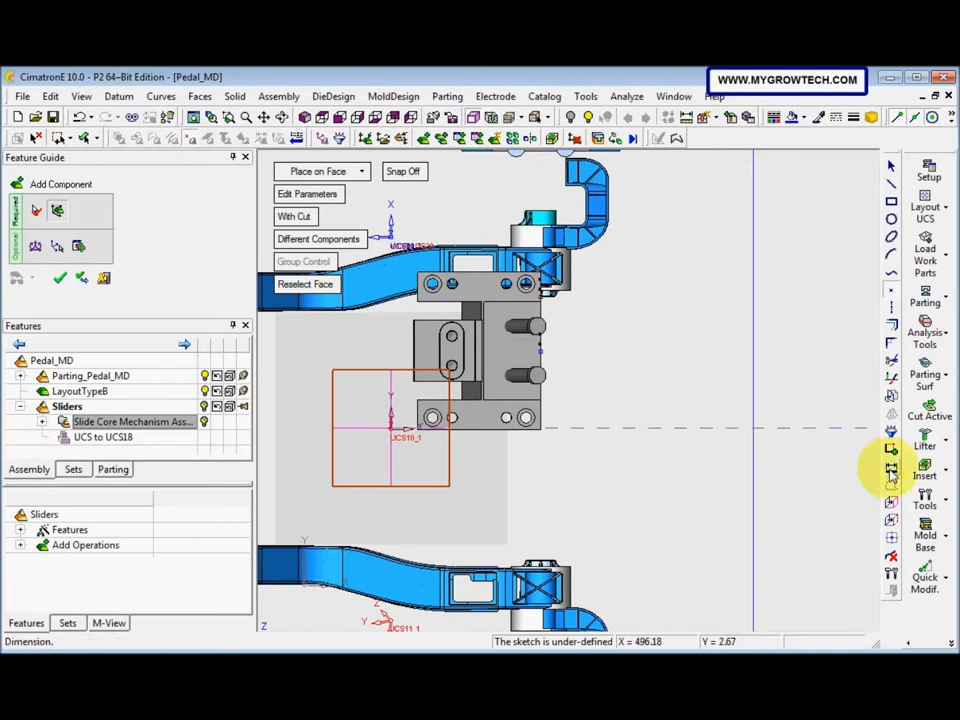 CimatronE 10.0 - P2 64-Bit Edition - [Pedal_MD]
WWW.MYGROWTECH.COM
File Edit View Datum Curves Faces Solid Assembly DieDesign MoldDesign Parting Electrode Catalog Tools Analyze Window Help
Feature Guide
Add Component
Required
Optional
Features
Pedal_MD
Parting_Pedal_MD
LayoutTypeB
Sliders
Slide Core Mechanism Ass...
UCS to UCS18
Assembly Sets Parting
Sliders
Features
Add Operations
Features Sets M-View
Place on Face Snap Off
Edit Parameters
With Cut
Different Components
Group Control
Reselect Face
X
Y
X
UCS10_1
Y
X
Z
Y
UCS11_1
Z
Setup
Layout
UCS
Load
Work
Parts
Parting
Analysis
Tools
Parting
Surf
Cut Active
Lifter
Insert
Tools
Mold
Base
Quick
Modif.
Dimension. The sketch is under-defined X = 496.18 Y = 2.67